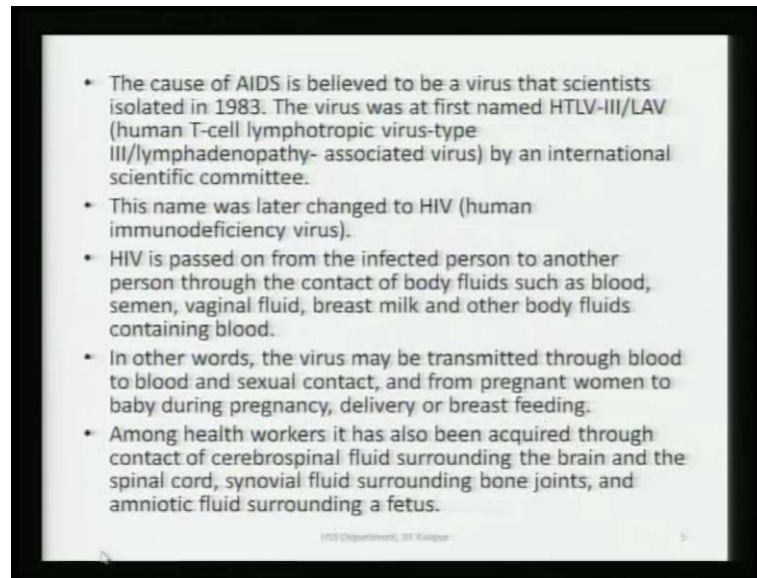 • The cause of AIDS is believed to be a virus that scientists
isolated in 1983. The virus was at first named HTLV-III/LAV
(human T-cell lymphotropic virus-type
III/lymphadenopathy- associated virus) by an international
scientific committee.
• This name was later changed to HIV (human
immunodeficiency virus).
• HIV is passed on from the infected person to another
person through the contact of body fluids such as blood,
semen, vaginal fluid, breast milk and other body fluids
containing blood.
• In other words, the virus may be transmitted through blood
to blood and sexual contact, and from pregnant women to
baby during pregnancy, delivery or breast feeding.
• Among health workers it has also been acquired through
contact of cerebrospinal fluid surrounding the brain and the
spinal cord, synovial fluid surrounding bone joints, and
amniotic fluid surrounding a fetus.
HSS Department, IIT Kanpur 5